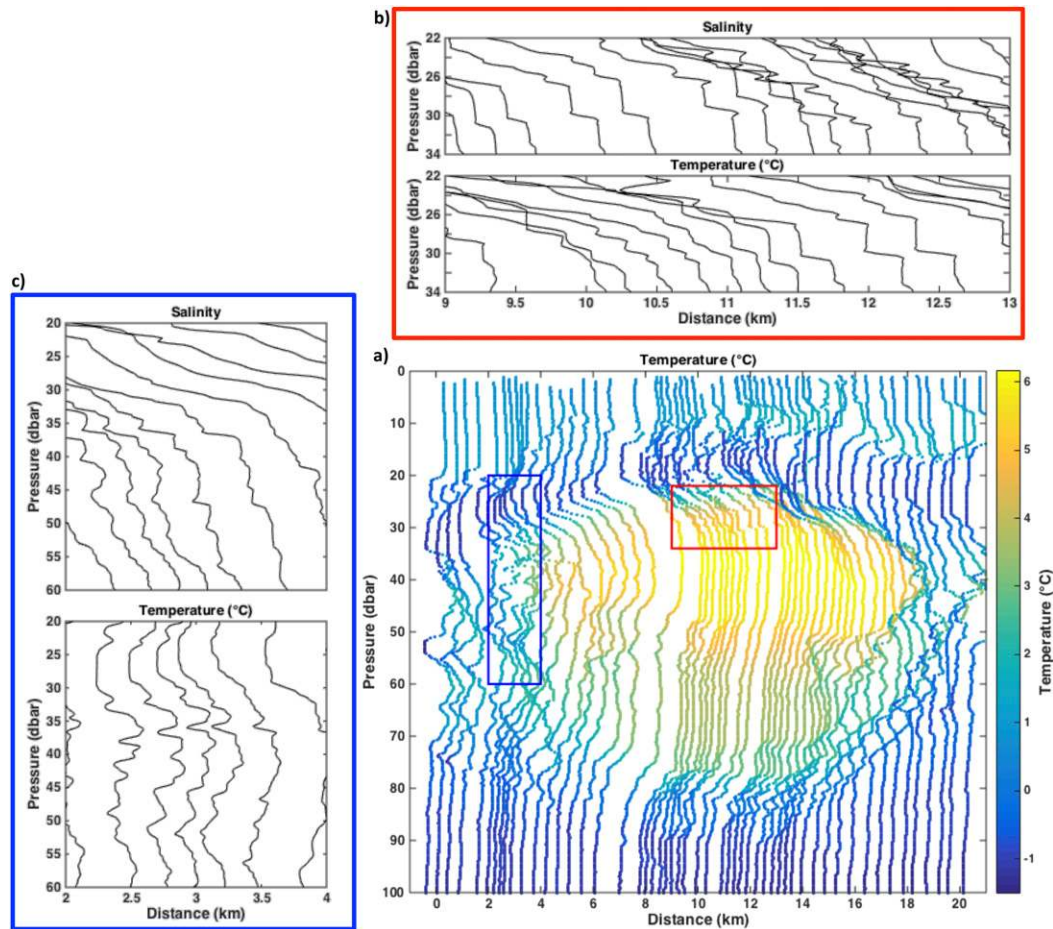 b)
Salinity
22
26
30
34
Pressure (dbar)
Temperature (°C)
22
26
30
34
Pressure (dbar)
9 9.5 10 10.5 11 11.5 12 12.5 13
Distance (km)
c)
Salinity
20
25
30
35
40
45
50
55
60
Pressure (dbar)
Temperature (°C)
20
25
30
35
40
45
50
55
60
Pressure (dbar)
2 2.5 3 3.5 4
Distance (km)
a)
Temperature (°C)
0
10
20
30
40
50
60
70
80
90
100
Pressure (dbar)
0 2 4 6 8 10 12 14 16 18 20
Distance (km)
6
5
4
3
2
1
0
-1
Temperature (°C)